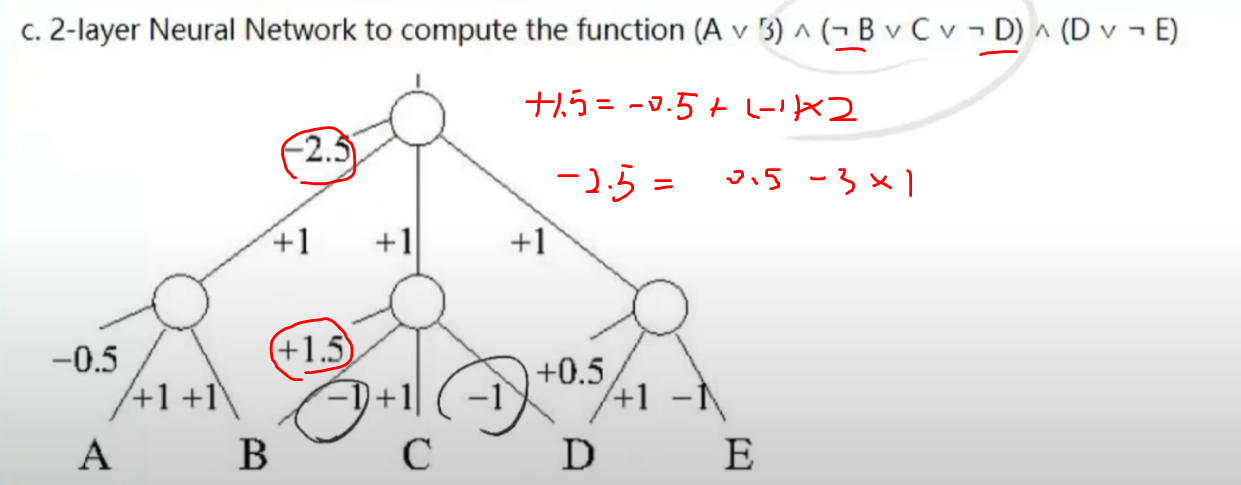 c. 2-layer Neural Network to compute the function (A ∨ B) ∧ (¬ B ∨ C ∨ ¬ D) ∧ (D ∨ ¬ E)
+1.5 = -0.5 + (-1)×2
-2.5 = 0.5 - 3 × 1
−2.5
+1 +1 +1
−0.5 +1.5 +0.5
+1 +1 −1 +1 −1 +1 −1
A B C D E